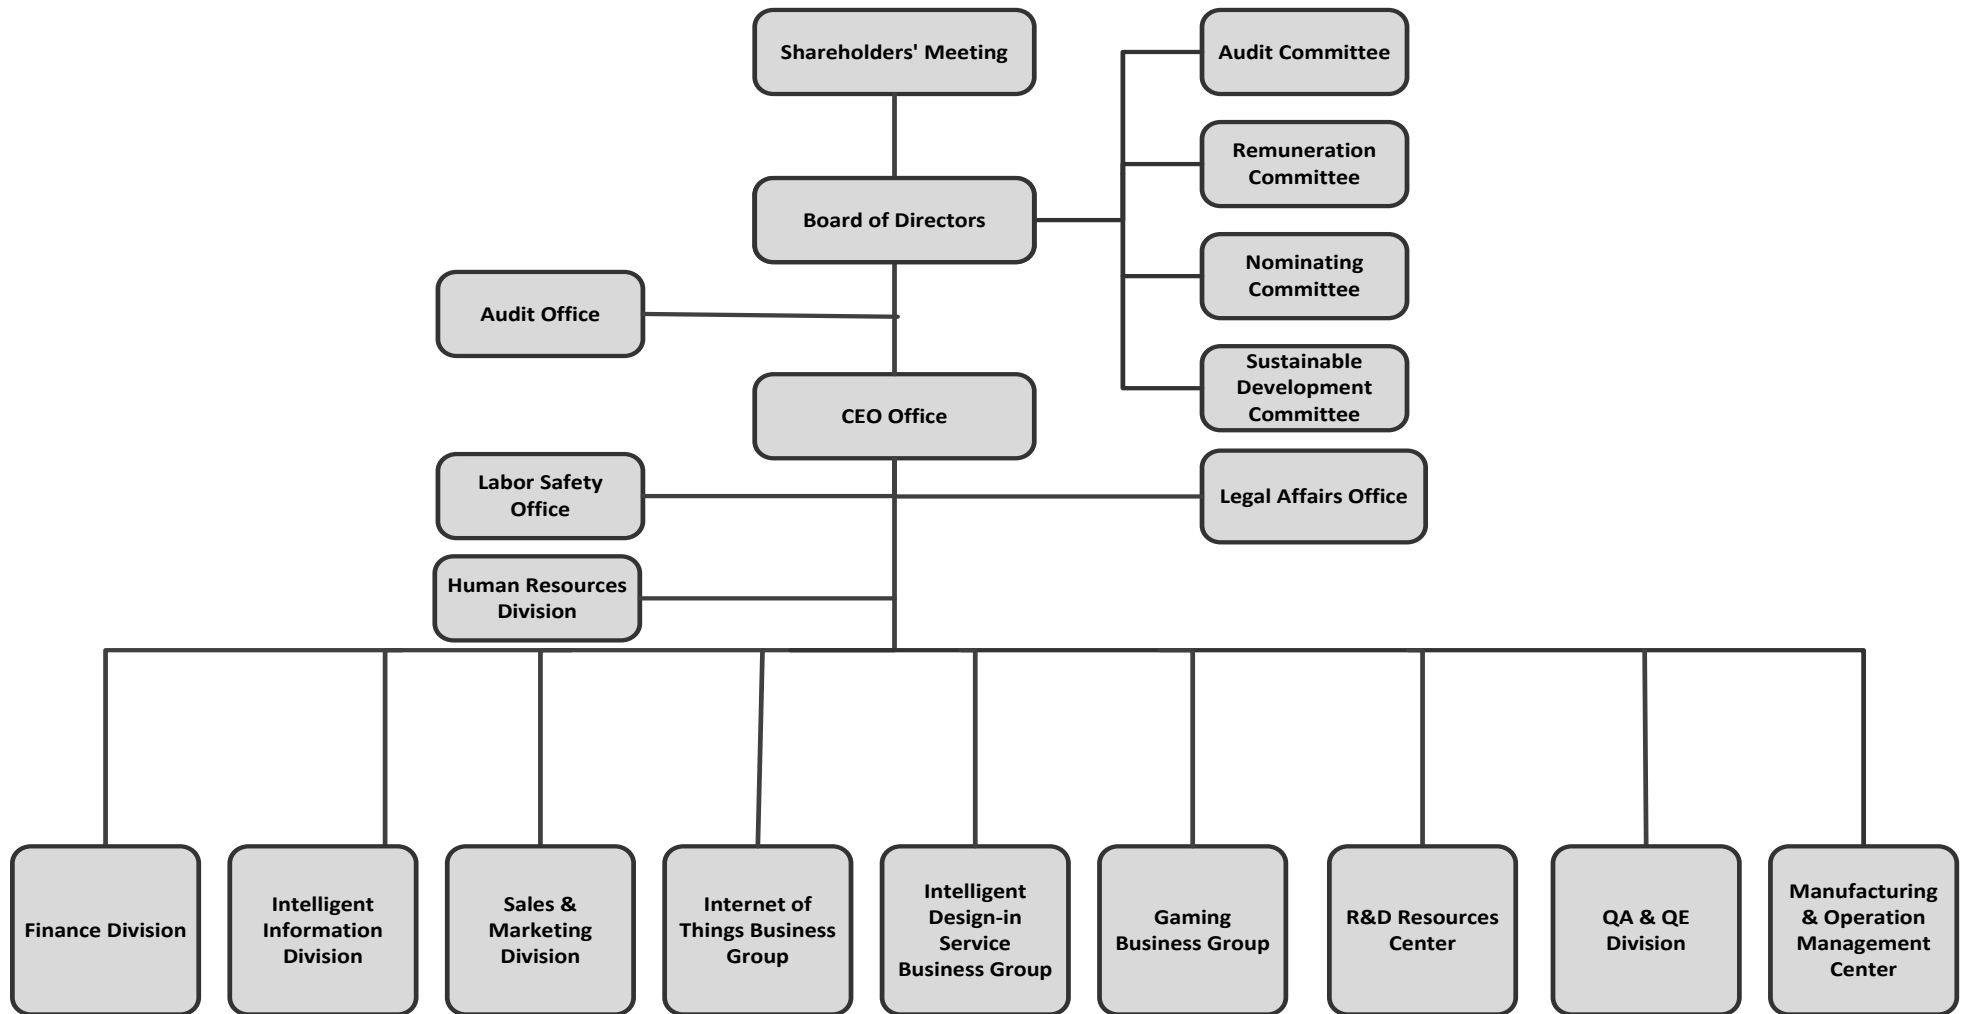 Shareholders' Meeting
Audit Committee
Remuneration
Committee
Board of Directors
Nominating
Committee
Audit Office
Sustainable
Development
Committee
CEO Office
Labor Safety
Office
Legal Affairs Office
Human Resources
Division
Finance Division
Intelligent
Information
Division
Sales &
Marketing
Division
Internet of
Things Business
Group
Intelligent
Design-in
Service
Business Group
Gaming
Business Group
R&D Resources
Center
QA & QE
Division
Manufacturing
& Operation
Management
Center